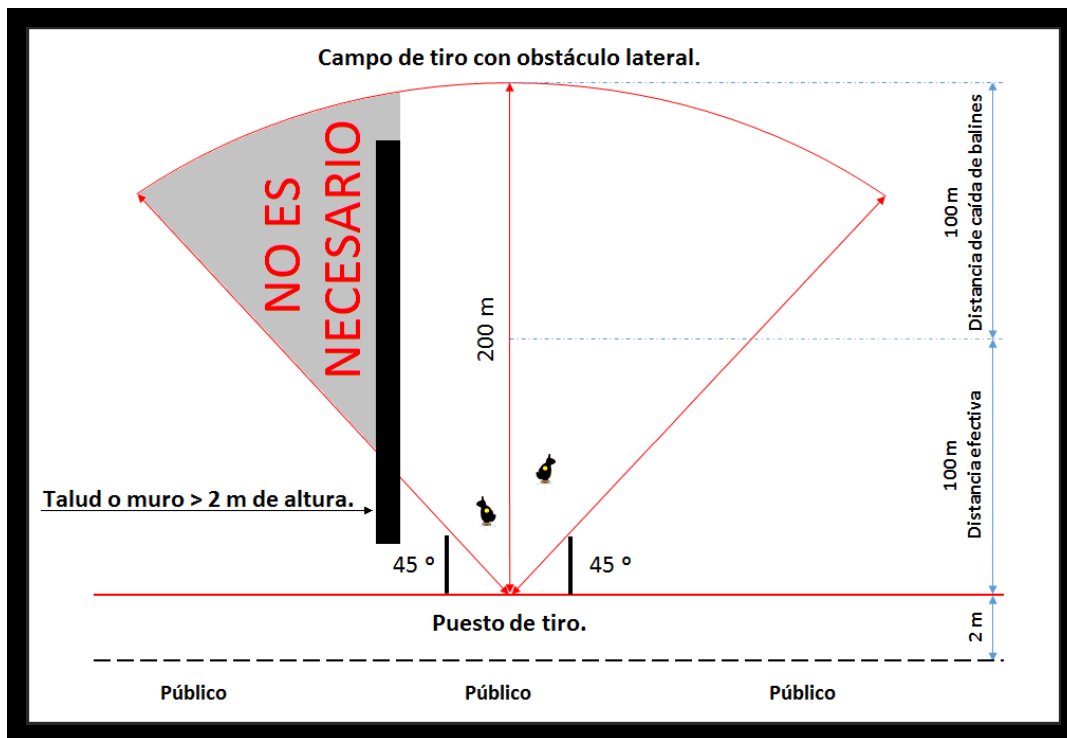 Campo de tiro con obstáculo lateral.
NO ES
NECESARIO
200 m
100 m
Distancia de caída de balines
100 m
Distancia efectiva
Talud o muro > 2 m de altura.
45 º
45 º
Puesto de tiro.
2 m
Público
Público
Público